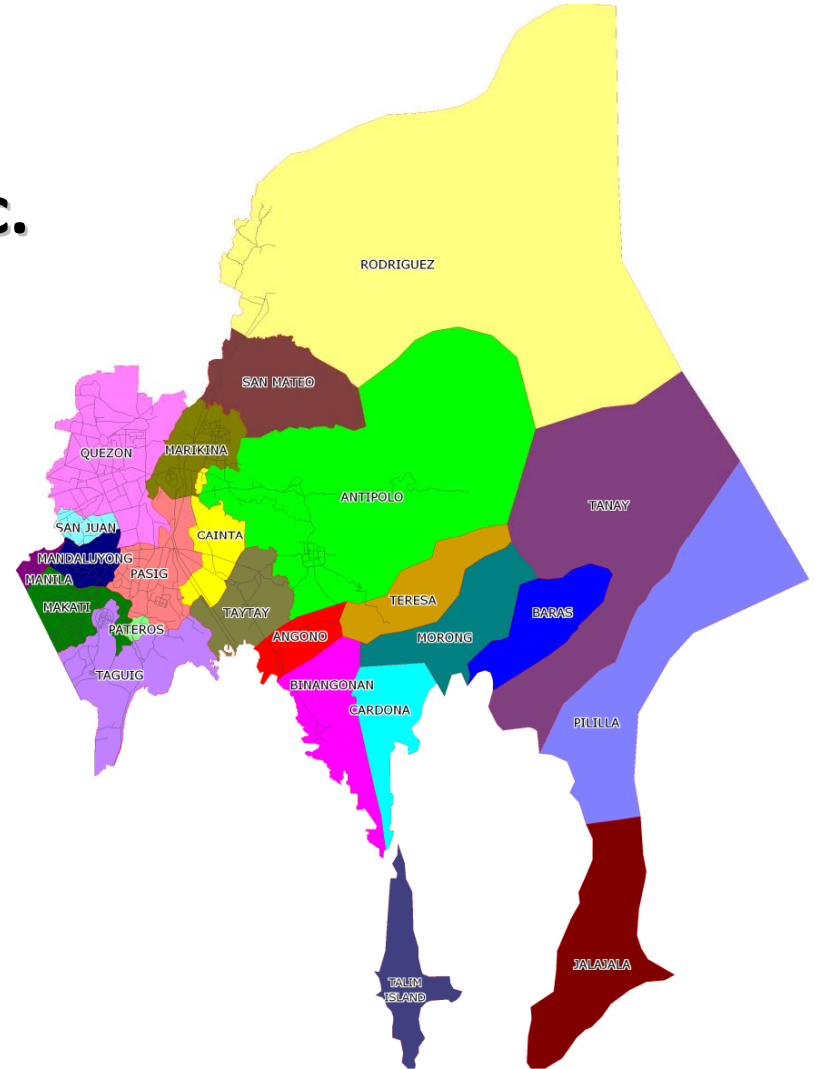 c.
RODRIGUEZ
SAN MATEO
QUEZON
MARIKINA
ANTIPOLO
TANAY
SAN JUAN
CAINTA
MANDALUYONG
MANILA
PASIG
MAKATI
TERESA
TAYTAY
BARAS
PATEROS
ANGONO
MORONG
TAGUIG
BINANGONAN
CARDONA
PILILLA
JALAJALA
TALIM
ISLAND